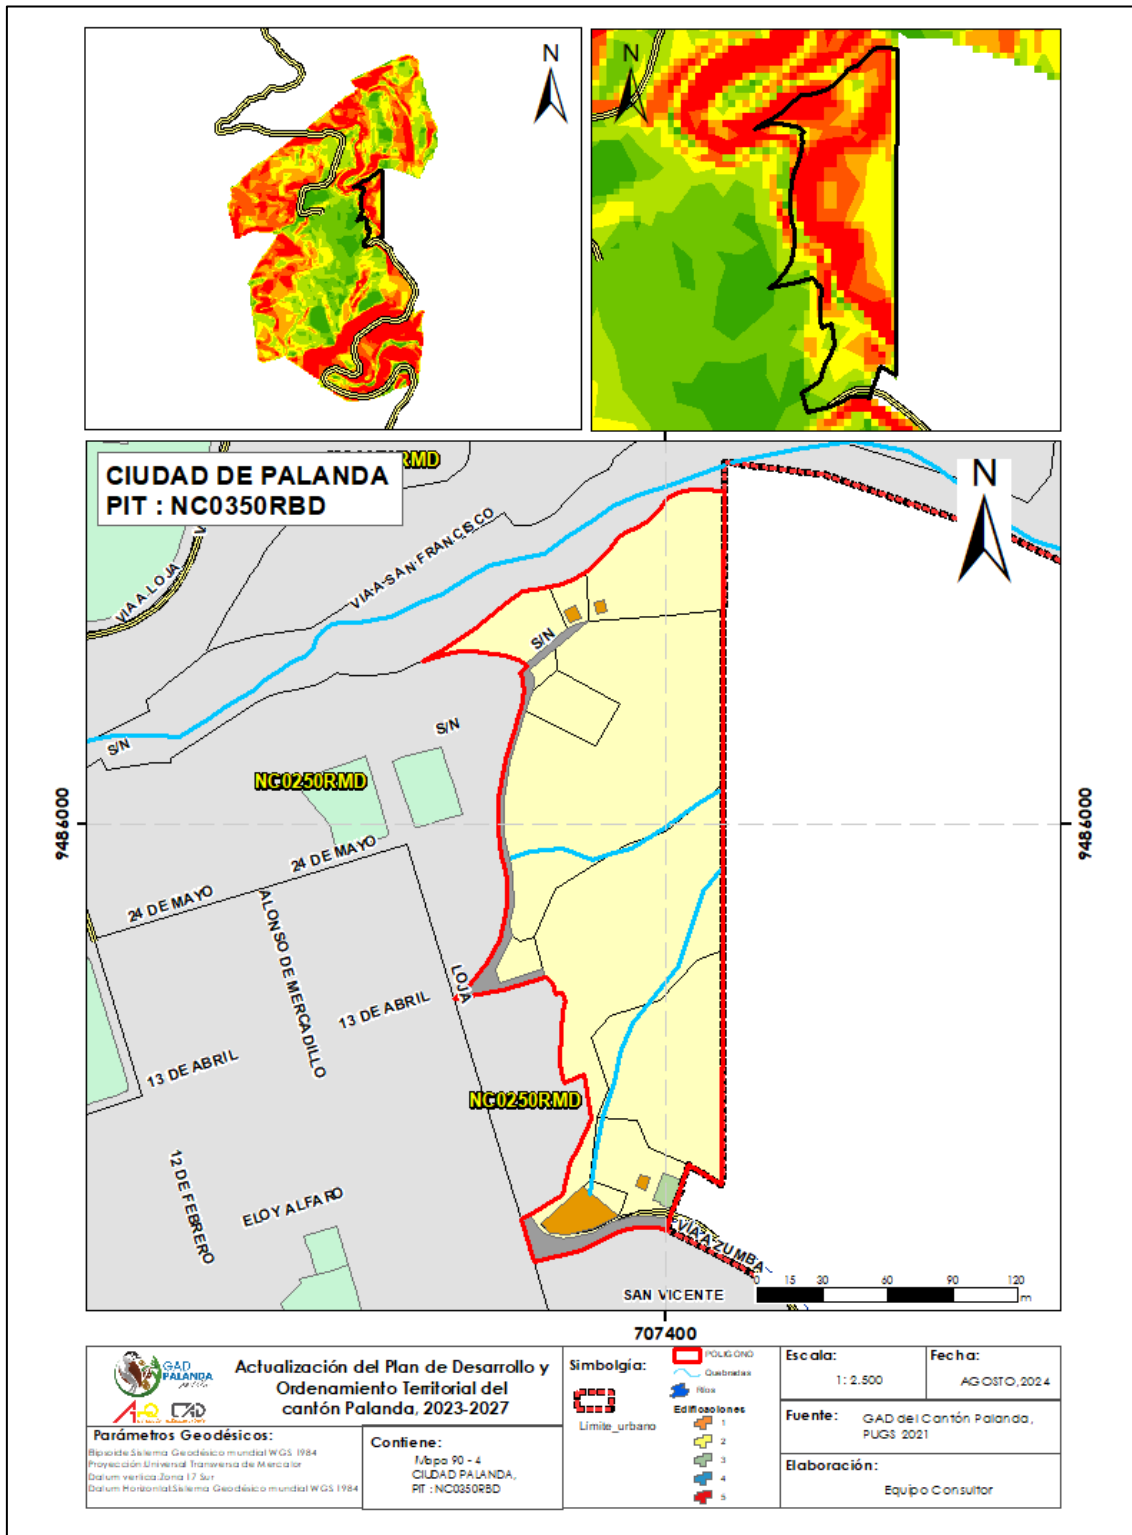 N
N
CIUDAD DE PALANDA
PIT : NC0350RBD
RMD
N
VIA A LOJA
VIA A SAN FRANCISCO
S/N
S/N
S/N
NC0250RMD
9486000
9486000
24 DE MAYO
24 DE MAYO
ALONSO DE MERCADILLO
LOJA
13 DE ABRIL
13 DE ABRIL
NC0250RMD
12 DE FEBRERO
ELOY ALFARO
VIA A ZUMBA
SAN VICENTE
0 15 30 60 90 120
m
707400
GAD
PALANDA
Actualización del Plan de Desarrollo y
Ordenamiento Territorial del
cantón Palanda, 2023-2027
Parámetros Geodésicos:
Elipsoide:Sistema Geodésico mundial WGS 1984
Proyección:Universal Transversa de Mercator
Datum vertical:Zona 17 Sur
Datum Horizontal:Sistema Geodésico mundial WGS 1984
Contiene:
Mapa 90 - 4
CIUDAD PALANDA,
PIT : NC0350RBD
Simbolgía:
Limite_urbano
POLIGONO
Quebradas
Rios
Edificaciones
1
2
3
4
5
Escala:
1: 2.500
Fecha:
AGOSTO,2024
Fuente:
GAD del Cantón Palanda,
PUGS 2021
Elaboración:
Equipo Consultor